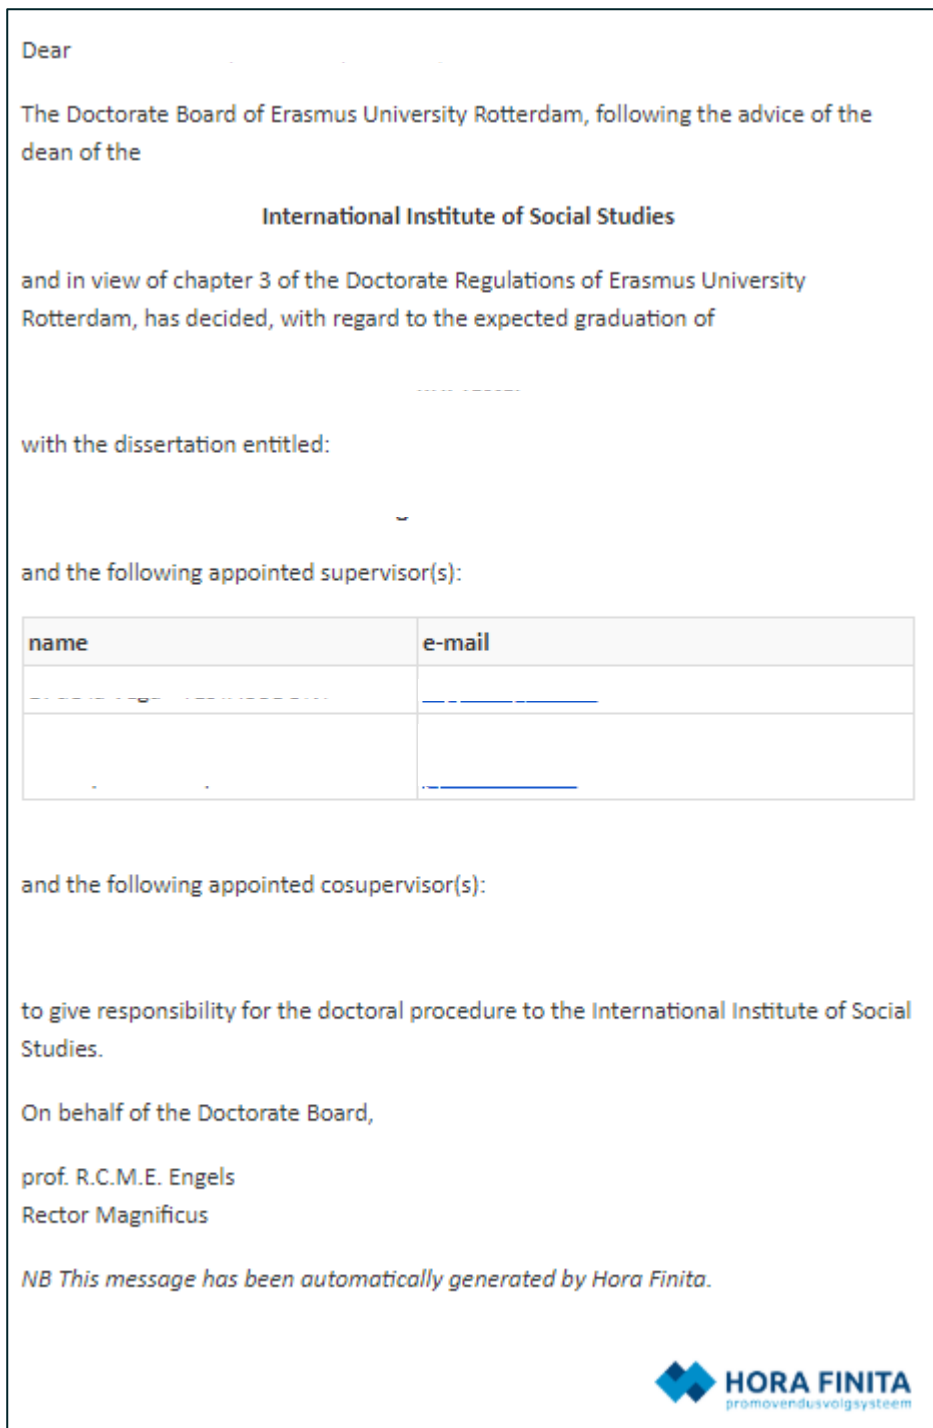 Dear
The Doctorate Board of Erasmus University Rotterdam, following the advice of the
dean of the
International Institute of Social Studies
and in view of chapter 3 of the Doctorate Regulations of Erasmus University
Rotterdam, has decided, with regard to the expected graduation of
with the dissertation entitled:
and the following appointed supervisor(s):
name e-mail
and the following appointed cosupervisor(s):
to give responsibility for the doctoral procedure to the International Institute of Social
Studies.
On behalf of the Doctorate Board,
prof. R.C.M.E. Engels
Rector Magnificus
NB This message has been automatically generated by Hora Finita.
HORA FINITA
promovendusvolgsysteem